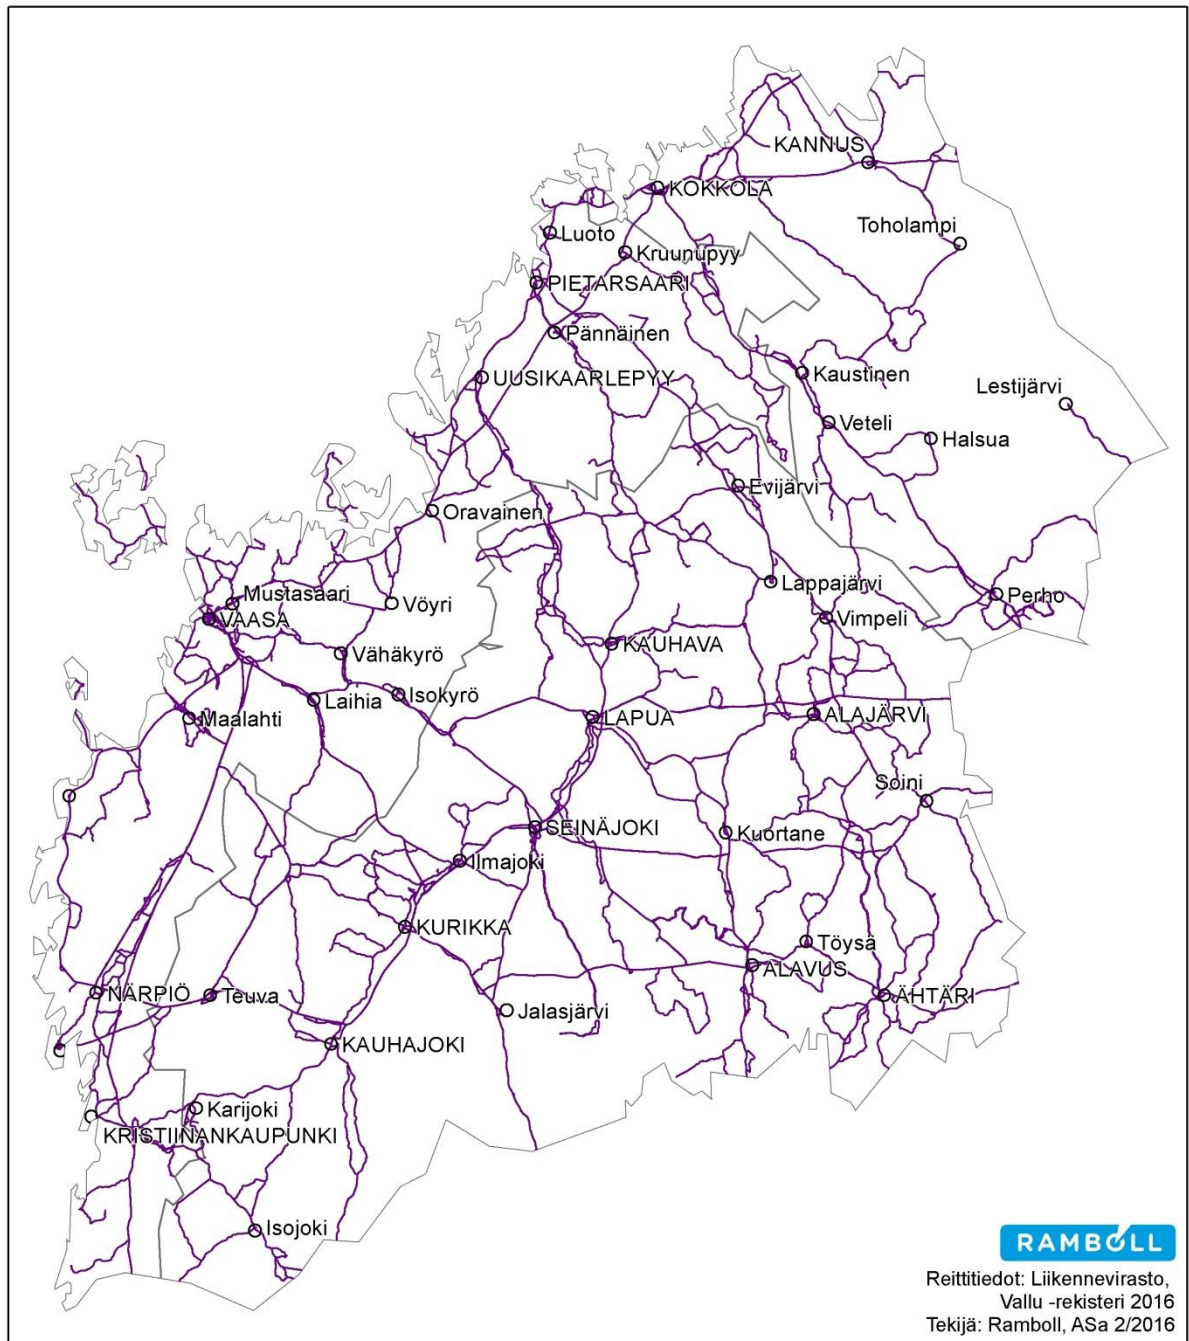 KANNUS
KOKKOLA
Toholampi
Luoto
Kruunupyy
PIETARSAARI
Pännäinen
Kaustinen
UUSIKAARLEPYY
Lestijärvi
Veteli
Halsua
Evijärvi
Oravainen
Lappajärvi
Mustasaari
Vöyri
Perho
VAASA
Vimpeli
KAUHAVA
Vähäkyrö
Isokyrö
Laihia
Maalahti
LAPUA
ALAJÄRVI
Soini
SEINÄJOKI
Kuortane
Ilmajoki
KURIKKA
Töysä
ALAVUS
NÄRPIÖ
Teuva
ÄHTÄRI
Jalasjärvi
KAUHAJOKI
Karijoki
KRISTIINANKAUPUNKI
Isojoki
RAMBOLL
Reittitiedot: Liikennevirasto,
Vallu -rekisteri 2016
Tekijä: Ramboll, ASa 2/2016